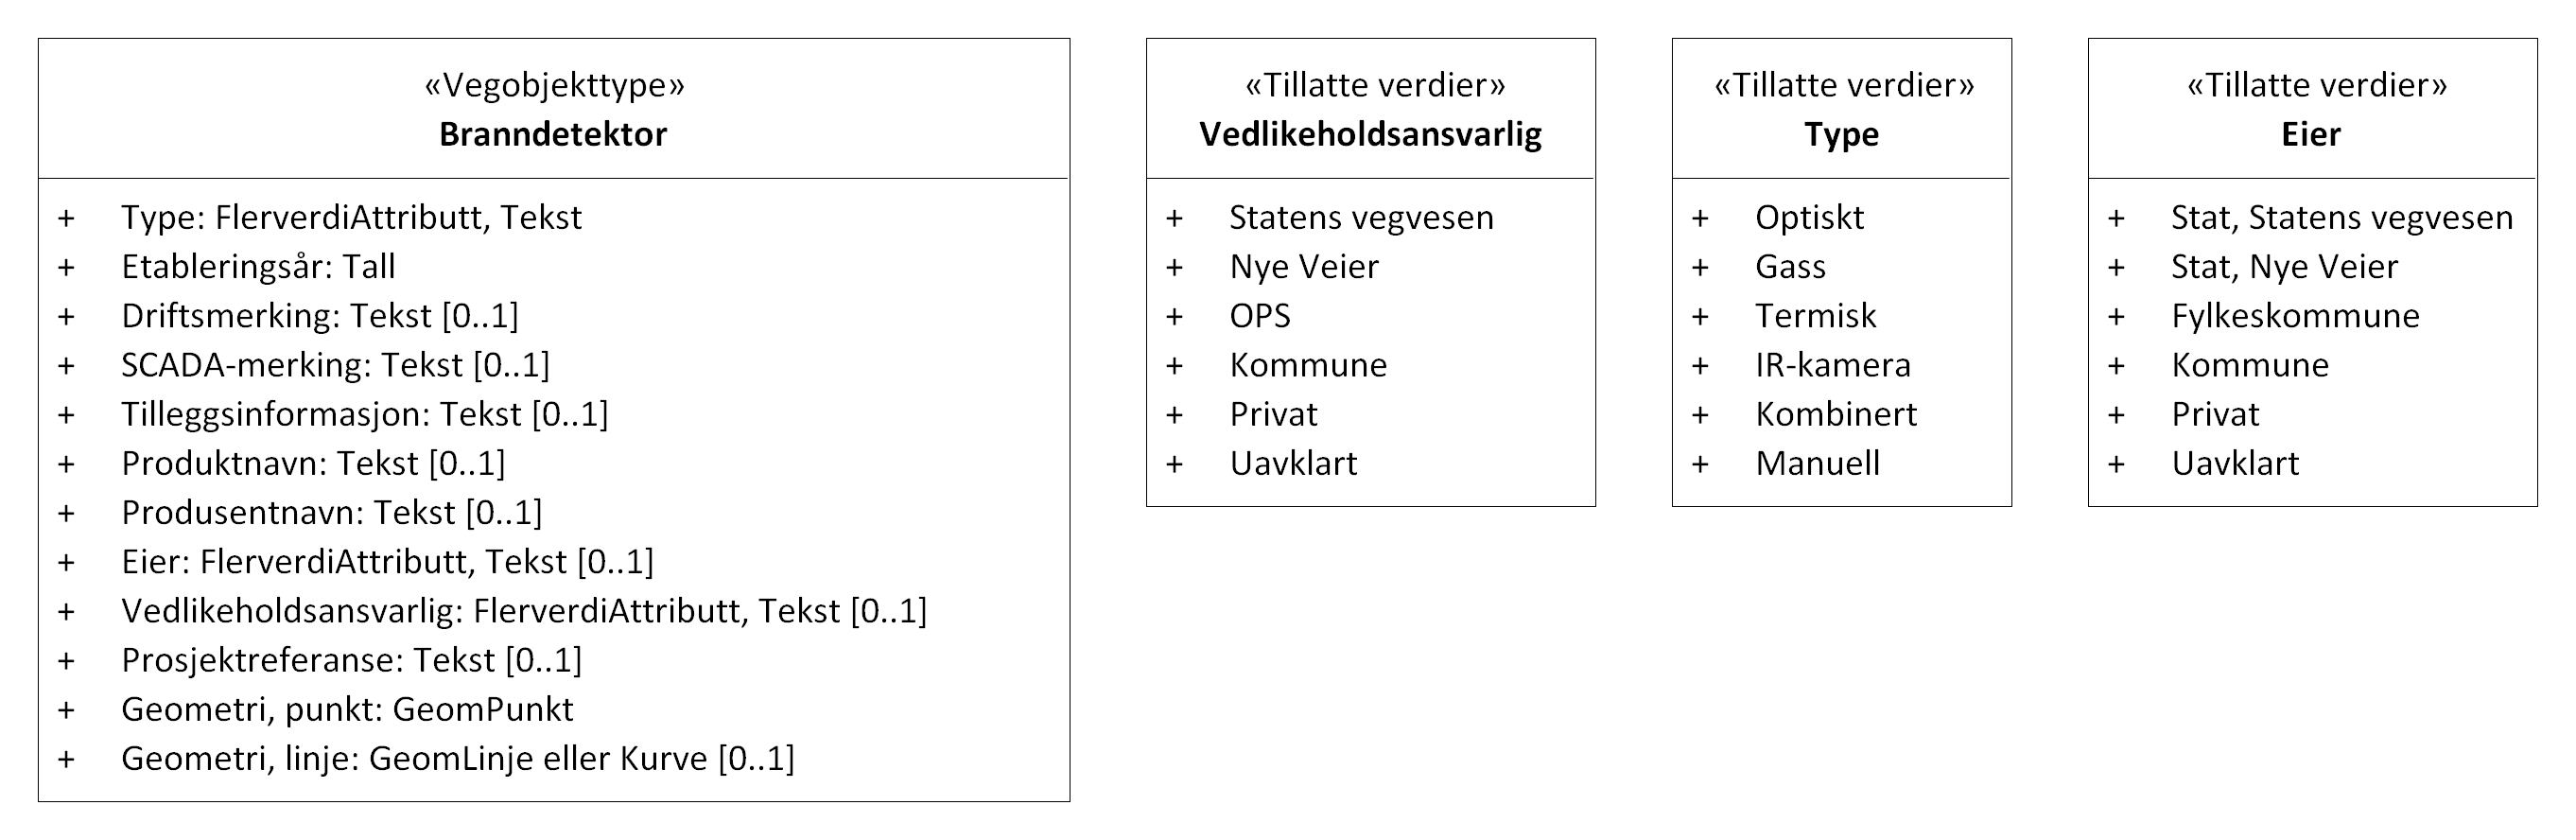 «Vegobjekttype»
Branndetektor
+ Type: FlerverdiAttributt, Tekst
+ Etableringsår: Tall
+ Driftsmerking: Tekst [0..1]
+ SCADA-merking: Tekst [0..1]
+ Tilleggsinformasjon: Tekst [0..1]
+ Produktnavn: Tekst [0..1]
+ Produsentnavn: Tekst [0..1]
+ Eier: FlerverdiAttributt, Tekst [0..1]
+ Vedlikeholdsansvarlig: FlerverdiAttributt, Tekst [0..1]
+ Prosjektreferanse: Tekst [0..1]
+ Geometri, punkt: GeomPunkt
+ Geometri, linje: GeomLinje eller Kurve [0..1]
«Tillatte verdier»
Vedlikeholdsansvarlig
+ Statens vegvesen
+ Nye Veier
+ OPS
+ Kommune
+ Privat
+ Uavklart
«Tillatte verdier»
Type
+ Optiskt
+ Gass
+ Termisk
+ IR-kamera
+ Kombinert
+ Manuell
«Tillatte verdier»
Eier
+ Stat, Statens vegvesen
+ Stat, Nye Veier
+ Fylkeskommune
+ Kommune
+ Privat
+ Uavklart